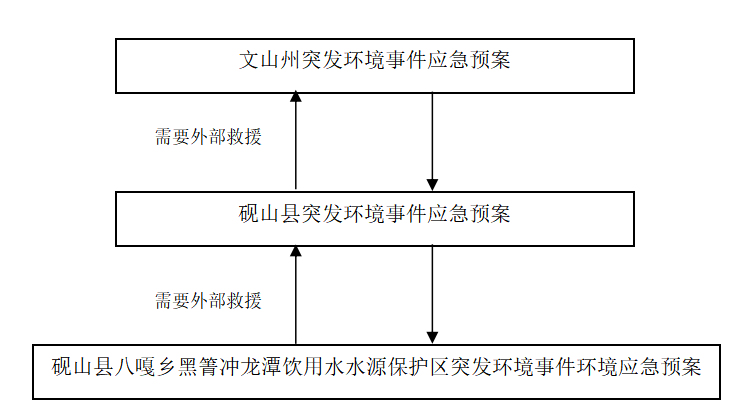 文山州突发环境事件应急预案
需要外部救援
砚山县突发环境事件应急预案
需要外部救援
砚山县八嘎乡黑箐冲龙潭饮用水水源保护区突发环境事件环境应急预案